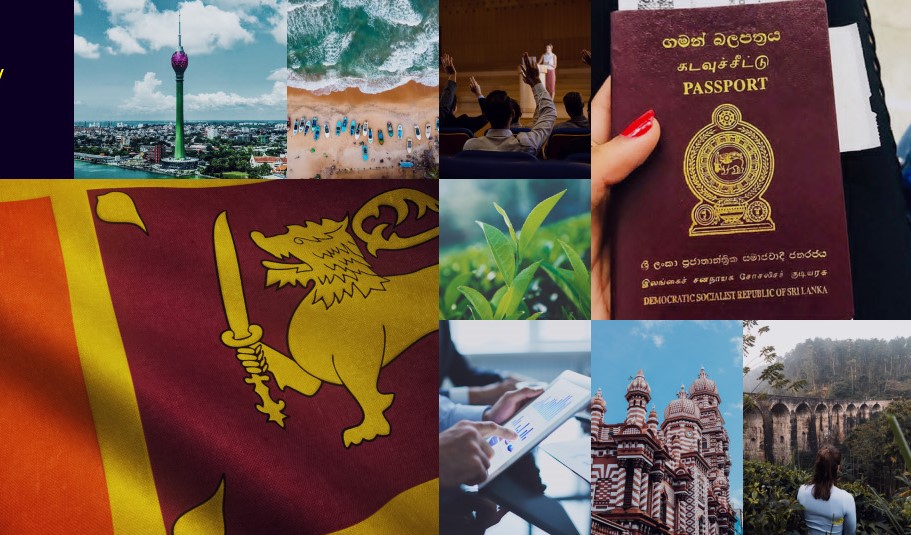 y
ගමන් බලපත්‍රය
கடவுச்சீட்டு
PASSPORT
ශ්‍රී ලංකා ප්‍රජාතාන්ත්‍රික සමාජවාදී ජනරජය
இலங்கைச் சனநாயக சோசலிசக் குடியரசு
DEMOCRATIC SOCIALIST REPUBLIC OF SRI LANKA